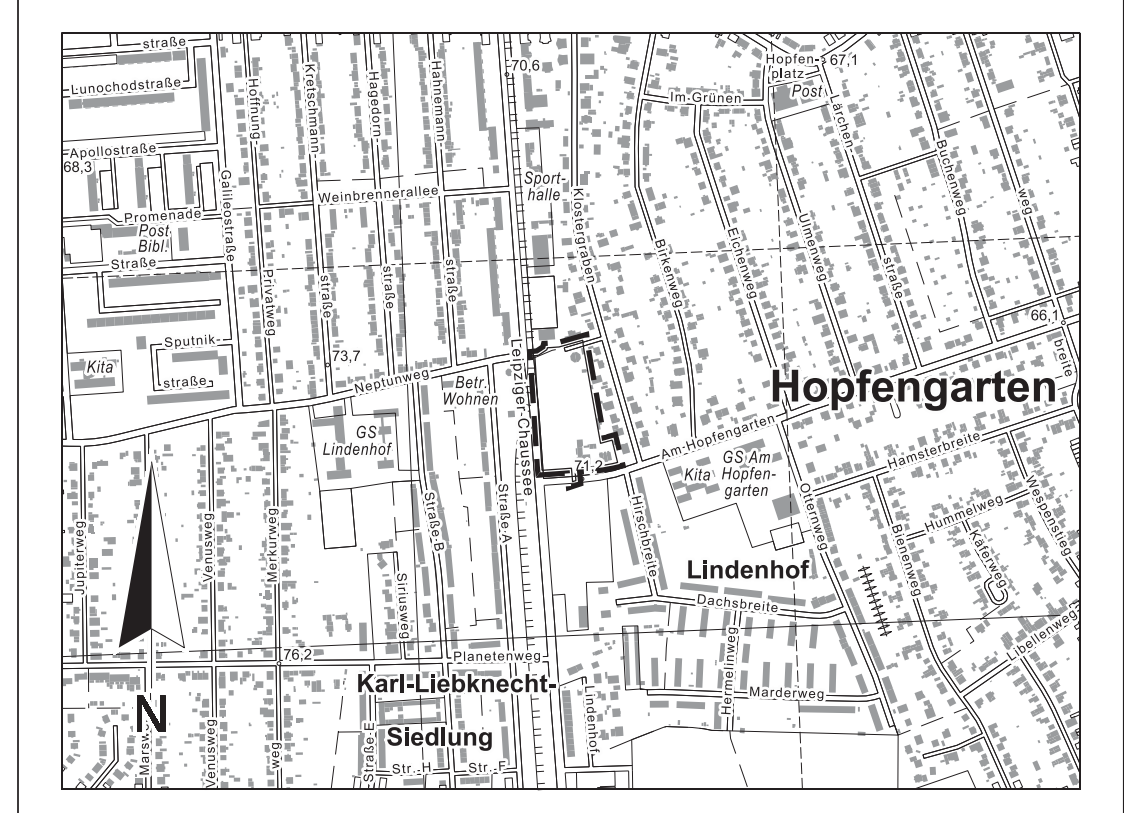 straße
Lunochodstraße
Apollostraße
68,3
Promenade
Post
Bibl.
Straße
Sputnik-
straße
Kita
Galileostraße
Hoffnung
Privatweg
Kretschmann
straße
Hagedorn
straße
Hahnemann
straße
Weinbrennerallee
70,6
Sport-
halle
Klostergraben
Im-Grünen
Hopfen-
platz
67,1
Post
Lärchen-
straße
Buchenweg
weg
Birkenweg
Eichenweg
Ulmenweg
66,1
breite
73,7
Neptunweg
Betr.
Wohnen
Leipziger-Chaussee
Hopfengarten
GS
Lindenhof
71,2
Am-Hopfengarten
Kita
GS Am
Hopfen-
garten
Hamsterbreite
Hummelweg
Wespenstieg
Käferweg
Bienenweg
Otternweg
Libellenweg
Jupiterweg
Venusweg
Merkurweg
Straße-B
Straße-A
Siriusweg
Hirschbreite
Lindenhof
Dachsbreite
Hermelinweg
Marderweg
76,2
Planetenweg
Karl-Liebknecht-
Siedlung
Lindenhof
Straße-E
Str.-H
Str.-F
N
Marsw
Venusweg
weg